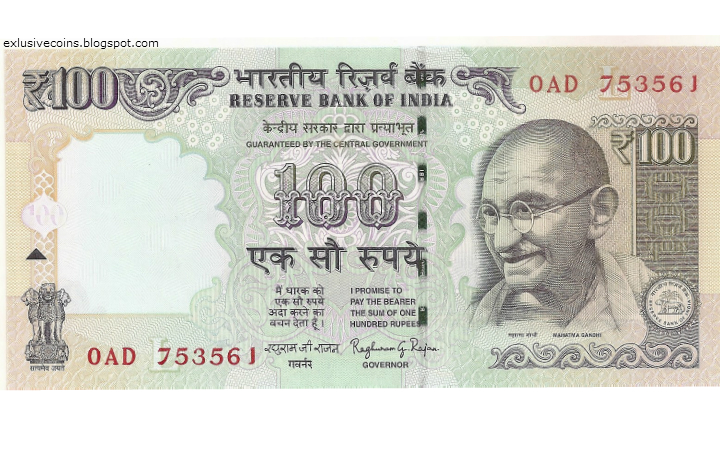 exlusivecoins.blogspot.com
₹100
भारतीय रिज़र्व बैंक
RESERVE BANK OF INDIA
0AD 753561
केन्द्रीय सरकार द्वारा प्रत्याभूत
GUARANTEED BY THE CENTRAL GOVERNMENT
₹100
100
एक सौ रुपये
मैं धारक को
एक सौ रुपये
अदा करने का
वचन देता हूँ।
I PROMISE TO
PAY THE BEARER
THE SUM OF ONE
HUNDRED RUPEES
महात्मा गांधी MAHATMA GANDHI
सत्यमेव जयते
0AD 753561
रघुराम जी राजन
Raghuram G. Rajan
गवर्नर
GOVERNOR